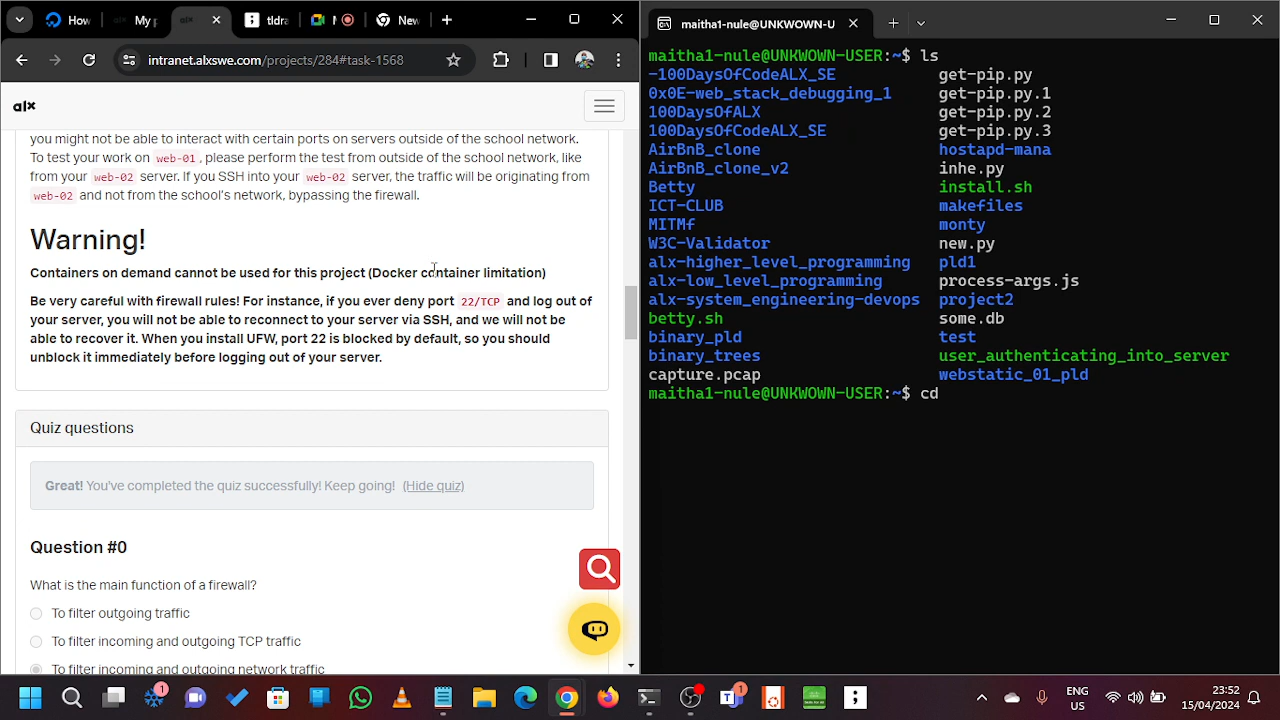 How
My p
tldra
M
New
maitha1-nule@UNKWOWN-U
intranet.alxswe.com/projects/284#task-1568
alx
you might not be able to interact with certain ports on servers outside of the school network.
To test your work on web-01, please perform the test from outside of the school network, like
from your web-02 server. If you SSH into your web-02 server, the traffic will be originating from
web-02 and not from the school's network, bypassing the firewall.
Warning!
Containers on demand cannot be used for this project (Docker container limitation)
Be very careful with firewall rules! For instance, if you ever deny port 22/TCP and log out of
your server, you will not be able to reconnect to your server via SSH, and we will not be
able to recover it. When you install UFW, port 22 is blocked by default, so you should
unblock it immediately before logging out of your server.
Quiz questions
Great! You've completed the quiz successfully! Keep going! (Hide quiz)
Question #0
What is the main function of a firewall?
To filter outgoing traffic
To filter incoming and outgoing TCP traffic
To filter incoming and outgoing network traffic
maitha1-nule@UNKWOWN-USER:~$ ls
-100DaysOfCodeALX_SE get-pip.py
0x0E-web_stack_debugging_1 get-pip.py.1
100DaysOfALX get-pip.py.2
100DaysOfCodeALX_SE get-pip.py.3
AirBnB_clone hostapd-mana
AirBnB_clone_v2 inhe.py
Betty install.sh
ICT-CLUB makefiles
MITMf monty
W3C-Validator new.py
alx-higher_level_programming pld1
alx-low_level_programming process-args.js
alx-system_engineering-devops project2
betty.sh some.db
binary_pld test
binary_trees user_authenticating_into_server
capture.pcap webstatic_01_pld
maitha1-nule@UNKWOWN-USER:~$ cd
1
1
ENG
US
23:52
15/04/2024